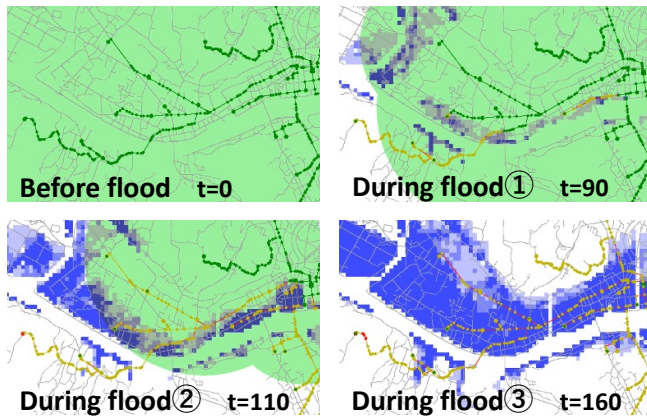 Before flood t=0
During flood① t=90
During flood② t=110
During flood③ t=160